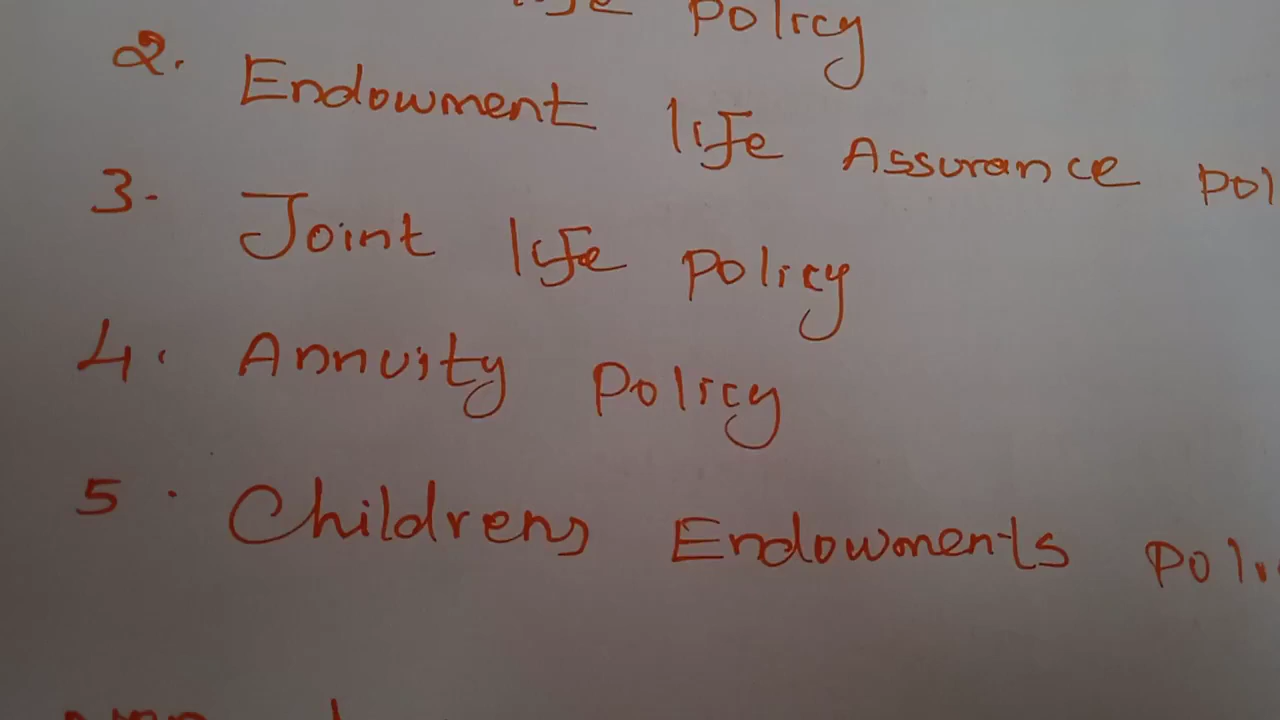 Policy
2. Endowment life Assurance pol
3. Joint life policy
4. Annuity Policy
5. Childrens Endowments pol